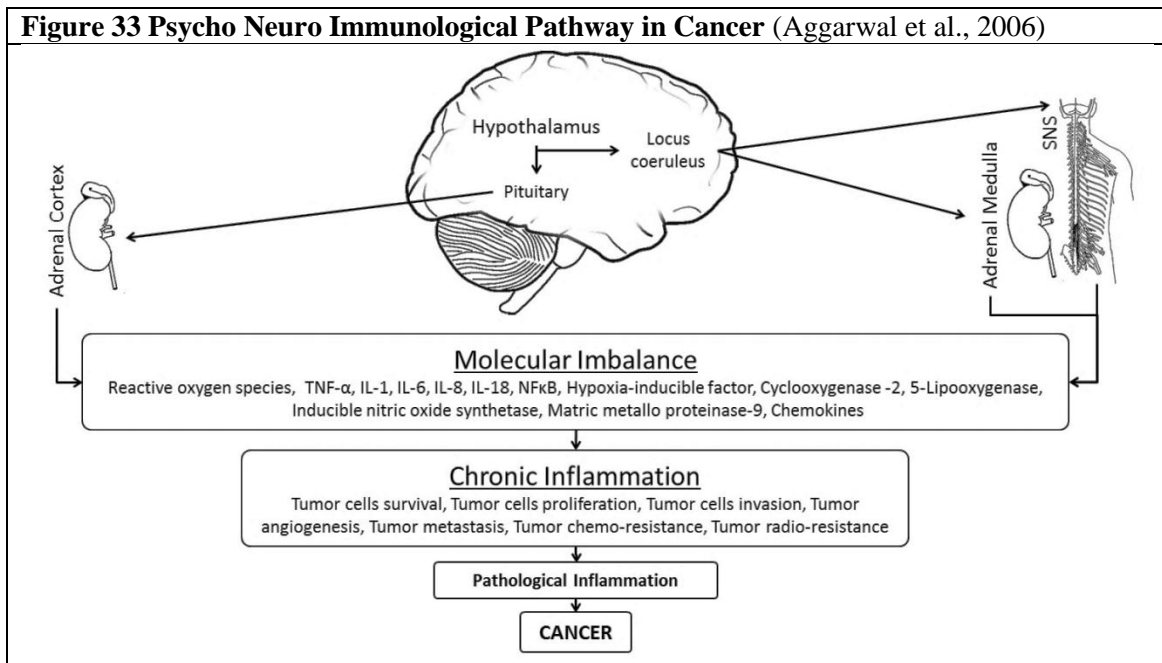 Figure 33 Psycho Neuro Immunological Pathway in Cancer (Aggarwal et al., 2006)
Hypothalamus
Locus
coeruleus
Pituitary
Adrenal Cortex
Adrenal Medulla
SNS
Molecular Imbalance
Reactive oxygen species, TNF-α, IL-1, IL-6, IL-8, IL-18, NFκB, Hypoxia-inducible factor, Cyclooxygenase -2, 5-Lipooxygenase,
Inducible nitric oxide synthetase, Matric metallo proteinase-9, Chemokines
Chronic Inflammation
Tumor cells survival, Tumor cells proliferation, Tumor cells invasion, Tumor
angiogenesis, Tumor metastasis, Tumor chemo-resistance, Tumor radio-resistance
Pathological Inflammation
CANCER